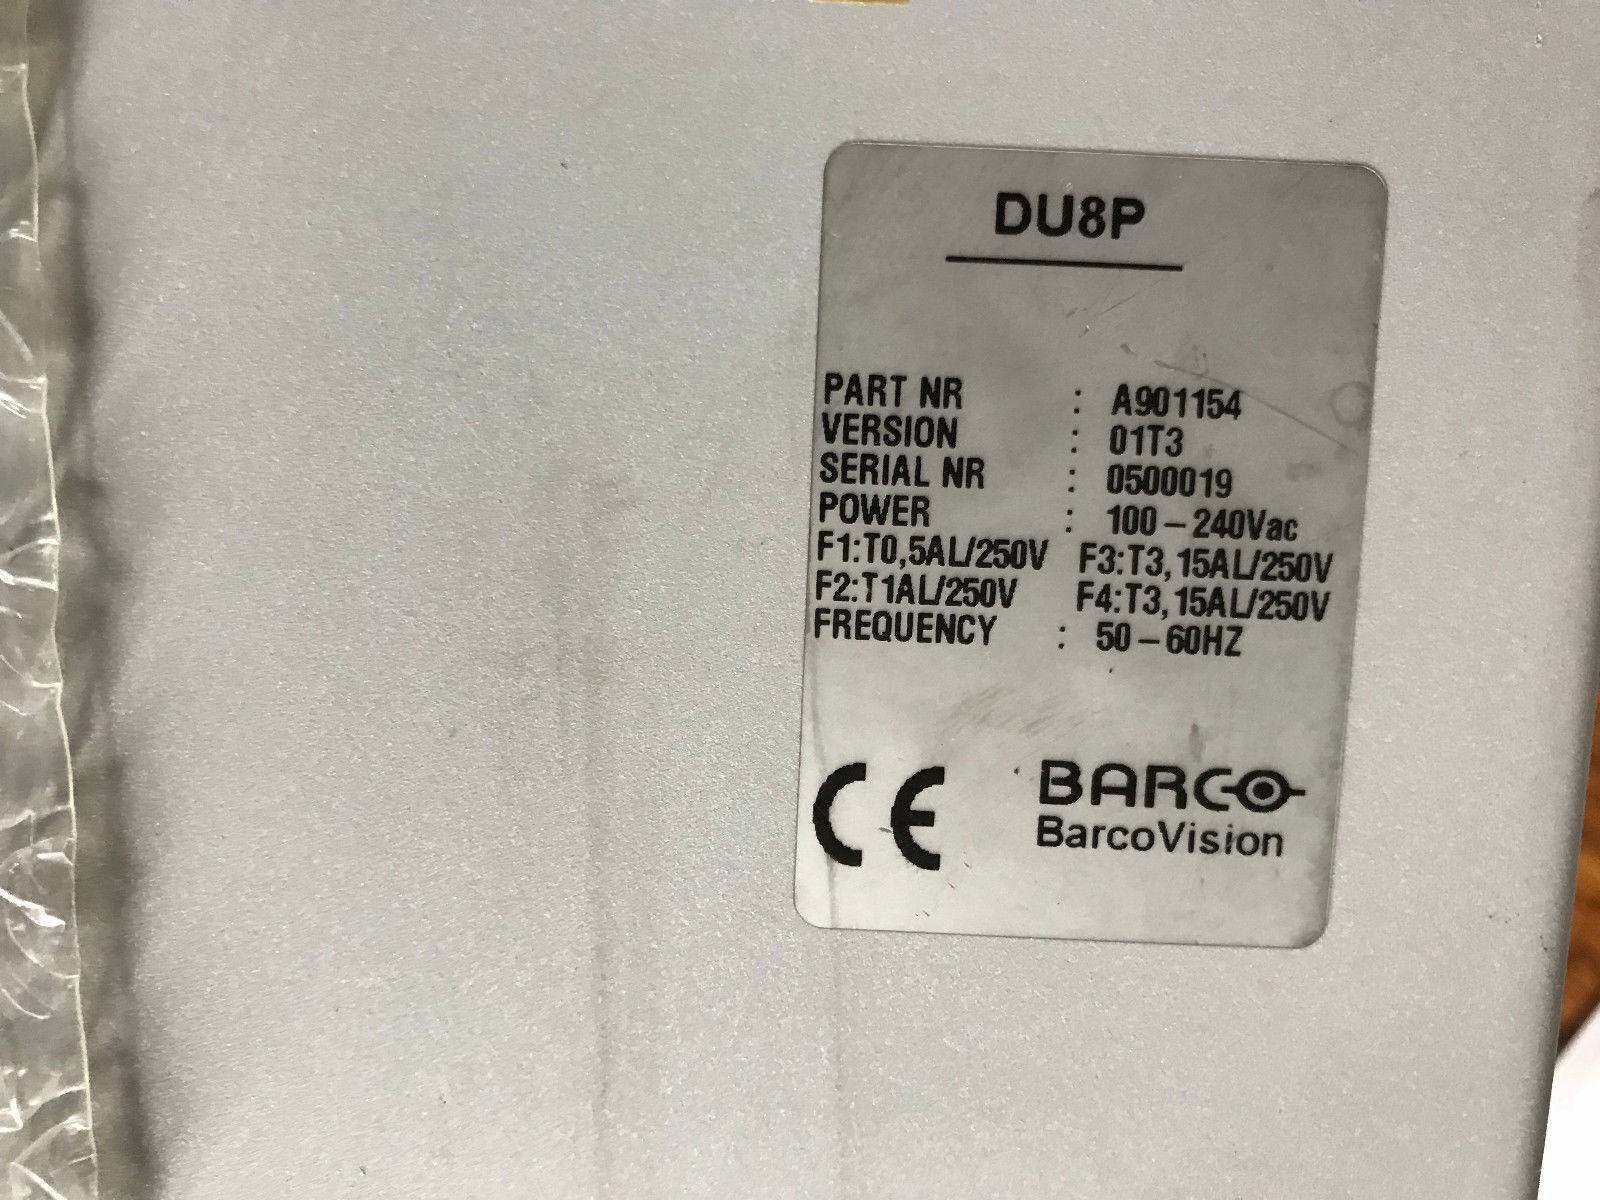 DU8P
PART NR : A901154
VERSION : 01T3
SERIAL NR : 0500019
POWER : 100 – 240Vac
F1:T0,5AL/250V F3:T3,15AL/250V
F2:T1AL/250V F4:T3,15AL/250V
FREQUENCY : 50 – 60HZ
CE
BARCO
BarcoVision